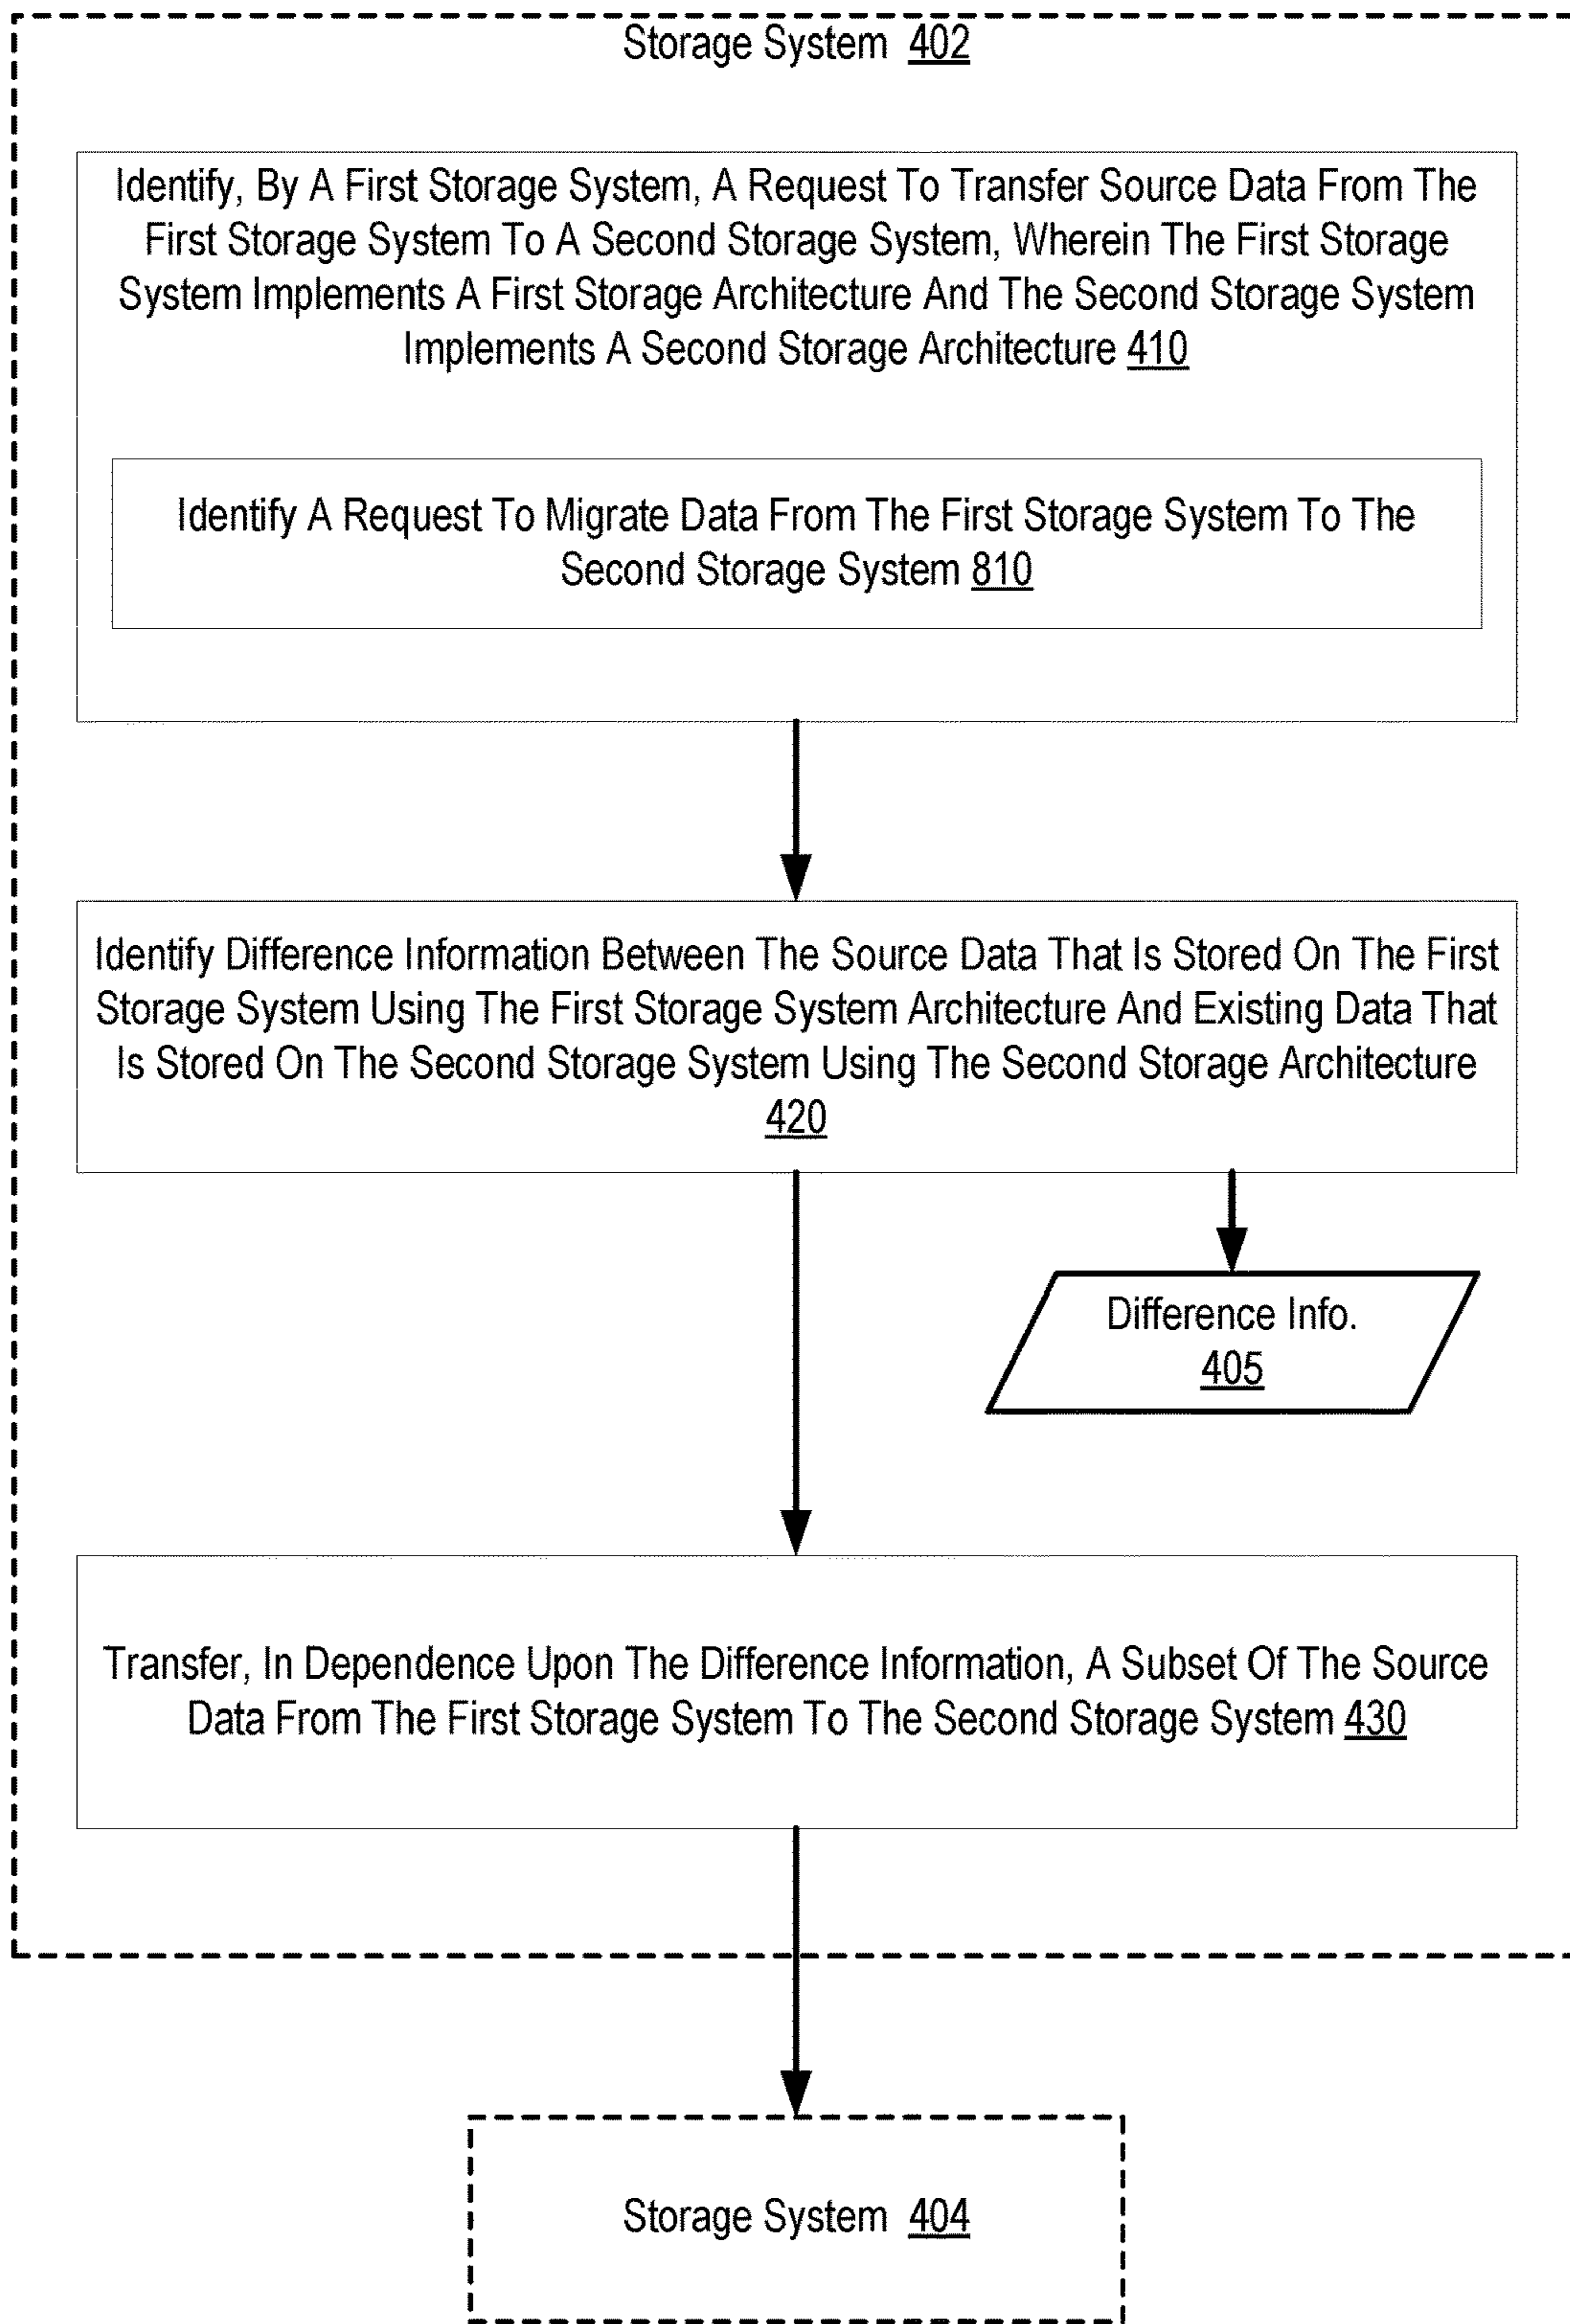 Storage System 402
Identify, By A First Storage System, A Request To Transfer Source Data From The
First Storage System To A Second Storage System, Wherein The First Storage
System Implements A First Storage Architecture And The Second Storage System
Implements A Second Storage Architecture 410
Identify A Request To Migrate Data From The First Storage System To The
Second Storage System 810
Identify Difference Information Between The Source Data That Is Stored On The First
Storage System Using The First Storage System Architecture And Existing Data That
Is Stored On The Second Storage System Using The Second Storage Architecture
420
Difference Info.
405
Transfer, In Dependence Upon The Difference Information, A Subset Of The Source
Data From The First Storage System To The Second Storage System 430
Storage System 404